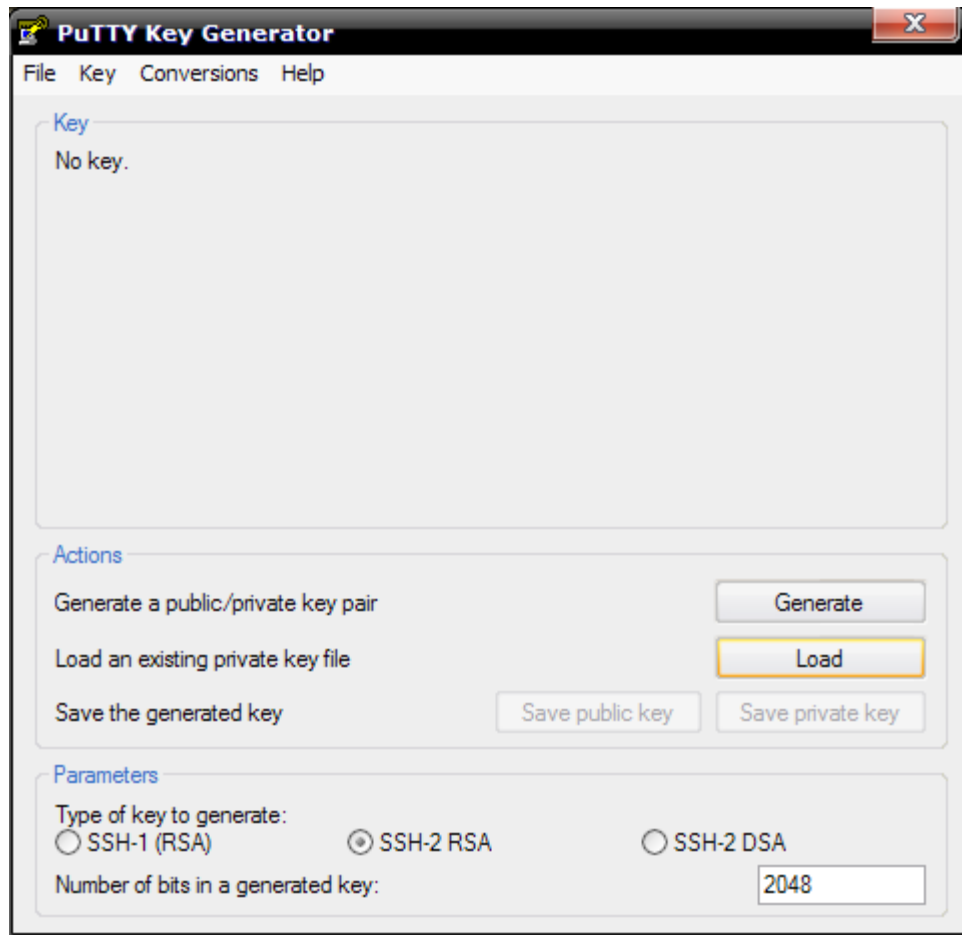 PuTTY Key Generator
File Key Conversions Help
Key
No key.
Actions
Generate a public/private key pair Generate
Load an existing private key file Load
Save the generated key Save public key Save private key
Parameters
Type of key to generate:
SSH-1 (RSA) SSH-2 RSA SSH-2 DSA
Number of bits in a generated key: 2048